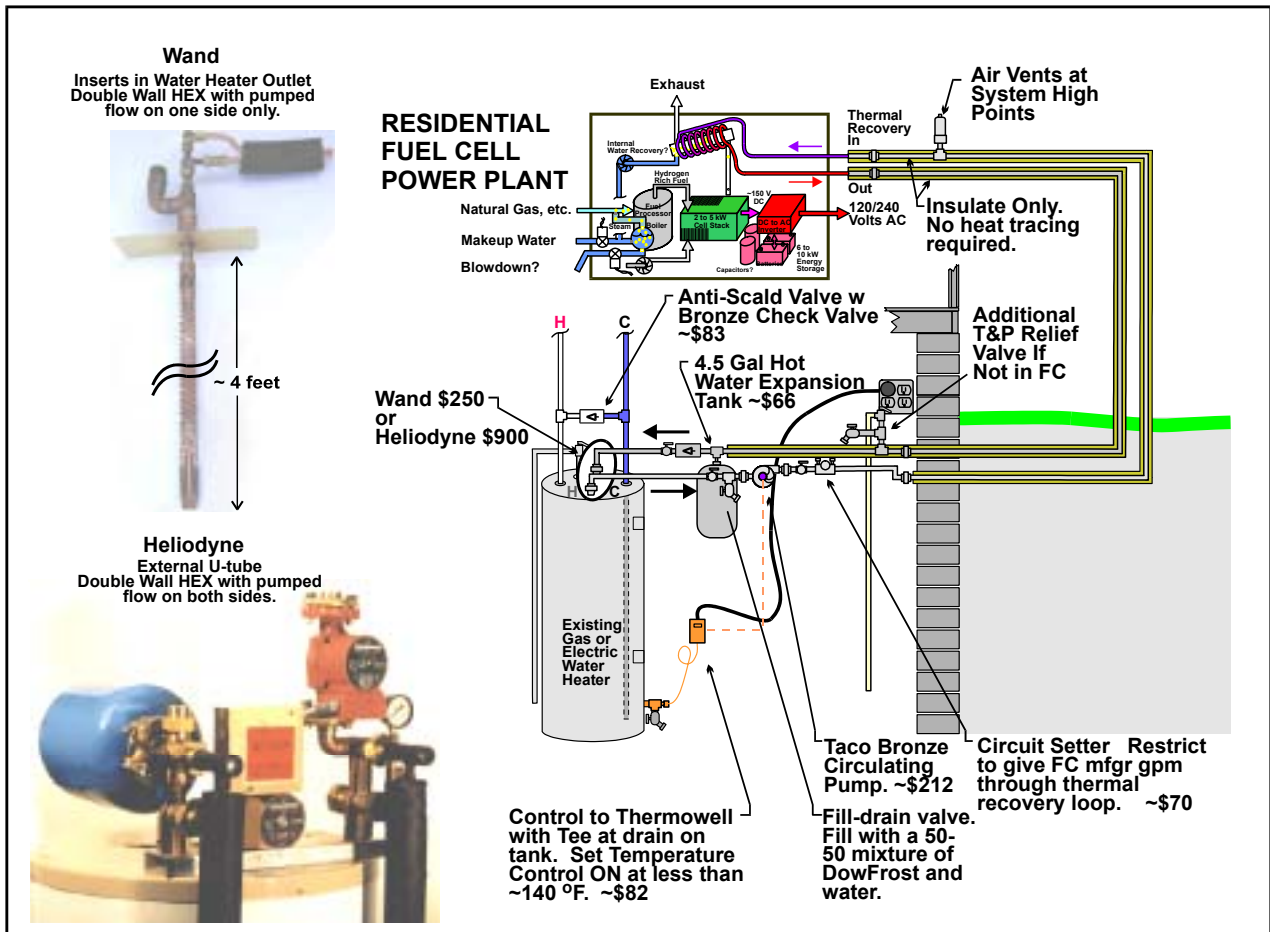 Wand
Inserts in Water Heater Outlet
Double Wall HEX with pumped
flow on one side only.
~ 4 feet
Heliodyne
External U-tube
Double Wall HEX with pumped
flow on both sides.
RESIDENTIAL
FUEL CELL
POWER PLANT
Exhaust
Internal
Water Recovery?
Hydrogen
Rich Fuel
Natural Gas, etc.
Fuel
Processor
Steam
Boiler
Makeup Water
Blowdown?
2 to 5 kW
Cell Stack
~150 V
DC
DC to AC
Inverter
Batteries
Capacitors?
6 to
10 kW
Energy
Storage
Thermal
Recovery
In
Out
120/240
Volts AC
Air Vents at
System High
Points
Insulate Only.
No heat tracing
required.
H
C
Anti-Scald Valve w
Bronze Check Valve
~$83
4.5 Gal Hot
Water Expansion
Tank ~$66
Additional
T&P Relief
Valve If
Not in FC
Wand $250
or
Heliodyne $900
H
C
Existing
Gas or
Electric
Water
Heater
Control to Thermowell
with Tee at drain on
tank. Set Temperature
Control ON at less than
~140 °F. ~$82
Taco Bronze
Circulating
Pump. ~$212
Fill-drain valve.
Fill with a 50-
50 mixture of
DowFrost and
water.
Circuit Setter Restrict
to give FC mfgr gpm
through thermal
recovery loop. ~$70